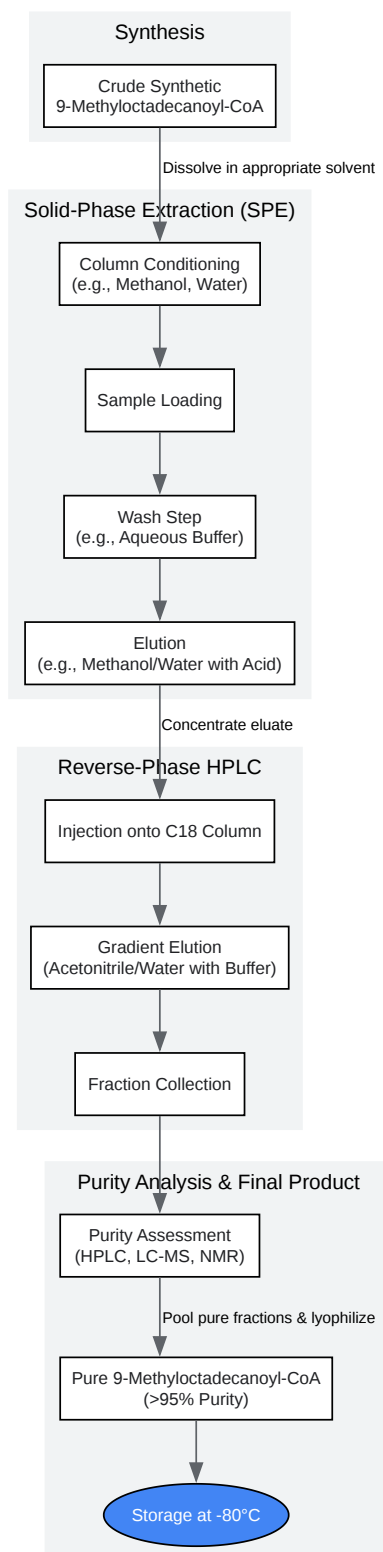 Synthesis
Crude Synthetic
9-Methyloctadecanoyl-CoA
Dissolve in appropriate solvent
Solid-Phase Extraction (SPE)
Column Conditioning
(e.g., Methanol, Water)
Sample Loading
Wash Step
(e.g., Aqueous Buffer)
Elution
(e.g., Methanol/Water with Acid)
Concentrate eluate
Reverse-Phase HPLC
Injection onto C18 Column
Gradient Elution
(Acetonitrile/Water with Buffer)
Fraction Collection
Purity Analysis & Final Product
Purity Assessment
(HPLC, LC-MS, NMR)
Pool pure fractions & lyophilize
Pure 9-Methyloctadecanoyl-CoA
(>95% Purity)
Storage at -80°C